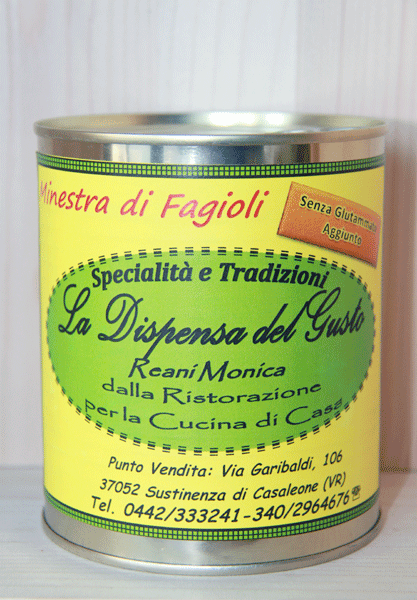 Minestra di Fagioli
Senza Glutammato
Aggiunto
Specialità e Tradizioni
La Dispensa del Gusto
Reani Monica
dalla Ristorazione
per la Cucina di Casa
Punto Vendita: Via Garibaldi, 106
37052 Sustinenza di Casaleone (VR)
Tel. 0442/333241-340/2964676